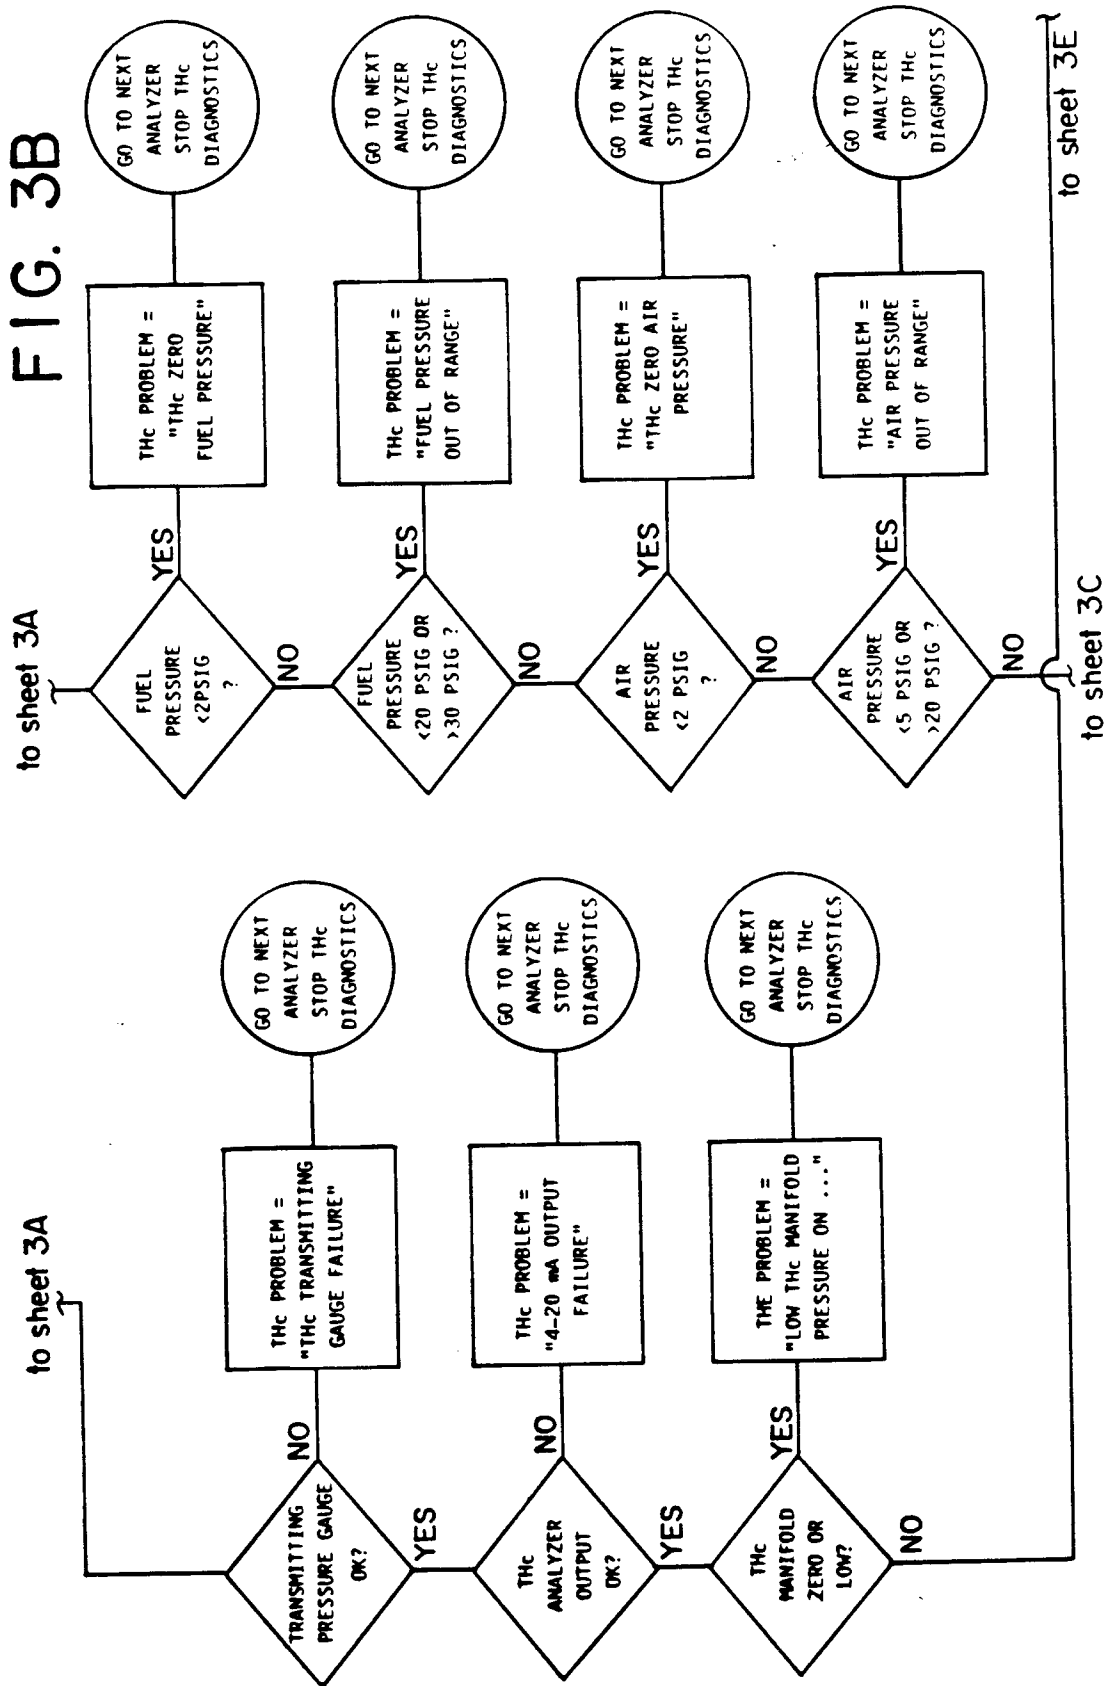 FIG. 3B
to sheet 3A
TRANSMITTING
PRESSURE GAUGE
OK?
NO
THc PROBLEM =
"THc TRANSMITTING
GAUGE FAILURE"
GO TO NEXT
ANALYZER
STOP THc
DIAGNOSTICS
YES
THc
ANALYZER
OUTPUT
OK?
NO
THc PROBLEM =
"4-20 mA OUTPUT
FAILURE"
GO TO NEXT
ANALYZER
STOP THc
DIAGNOSTICS
YES
THc
MANIFOLD
ZERO OR
LOW?
YES
THE PROBLEM =
"LOW THc MANIFOLD
PRESSURE ON ..."
GO TO NEXT
ANALYZER
STOP THc
DIAGNOSTICS
NO
to sheet 3A
FUEL
PRESSURE
<2PSIG
?
YES
THc PROBLEM =
"THc ZERO
FUEL PRESSURE"
GO TO NEXT
ANALYZER
STOP THc
DIAGNOSTICS
NO
FUEL
PRESSURE
<20 PSIG OR
>30 PSIG ?
YES
THc PROBLEM =
"FUEL PRESSURE
OUT OF RANGE"
GO TO NEXT
ANALYZER
STOP THc
DIAGNOSTICS
NO
AIR
PRESSURE
<2 PSIG
?
YES
THc PROBLEM =
"THc ZERO AIR
PRESSURE"
GO TO NEXT
ANALYZER
STOP THc
DIAGNOSTICS
NO
AIR
PRESSURE
<5 PSIG OR
>20 PSIG ?
YES
THc PROBLEM =
"AIR PRESSURE
OUT OF RANGE"
GO TO NEXT
ANALYZER
STOP THc
DIAGNOSTICS
NO
to sheet 3C
to sheet 3E